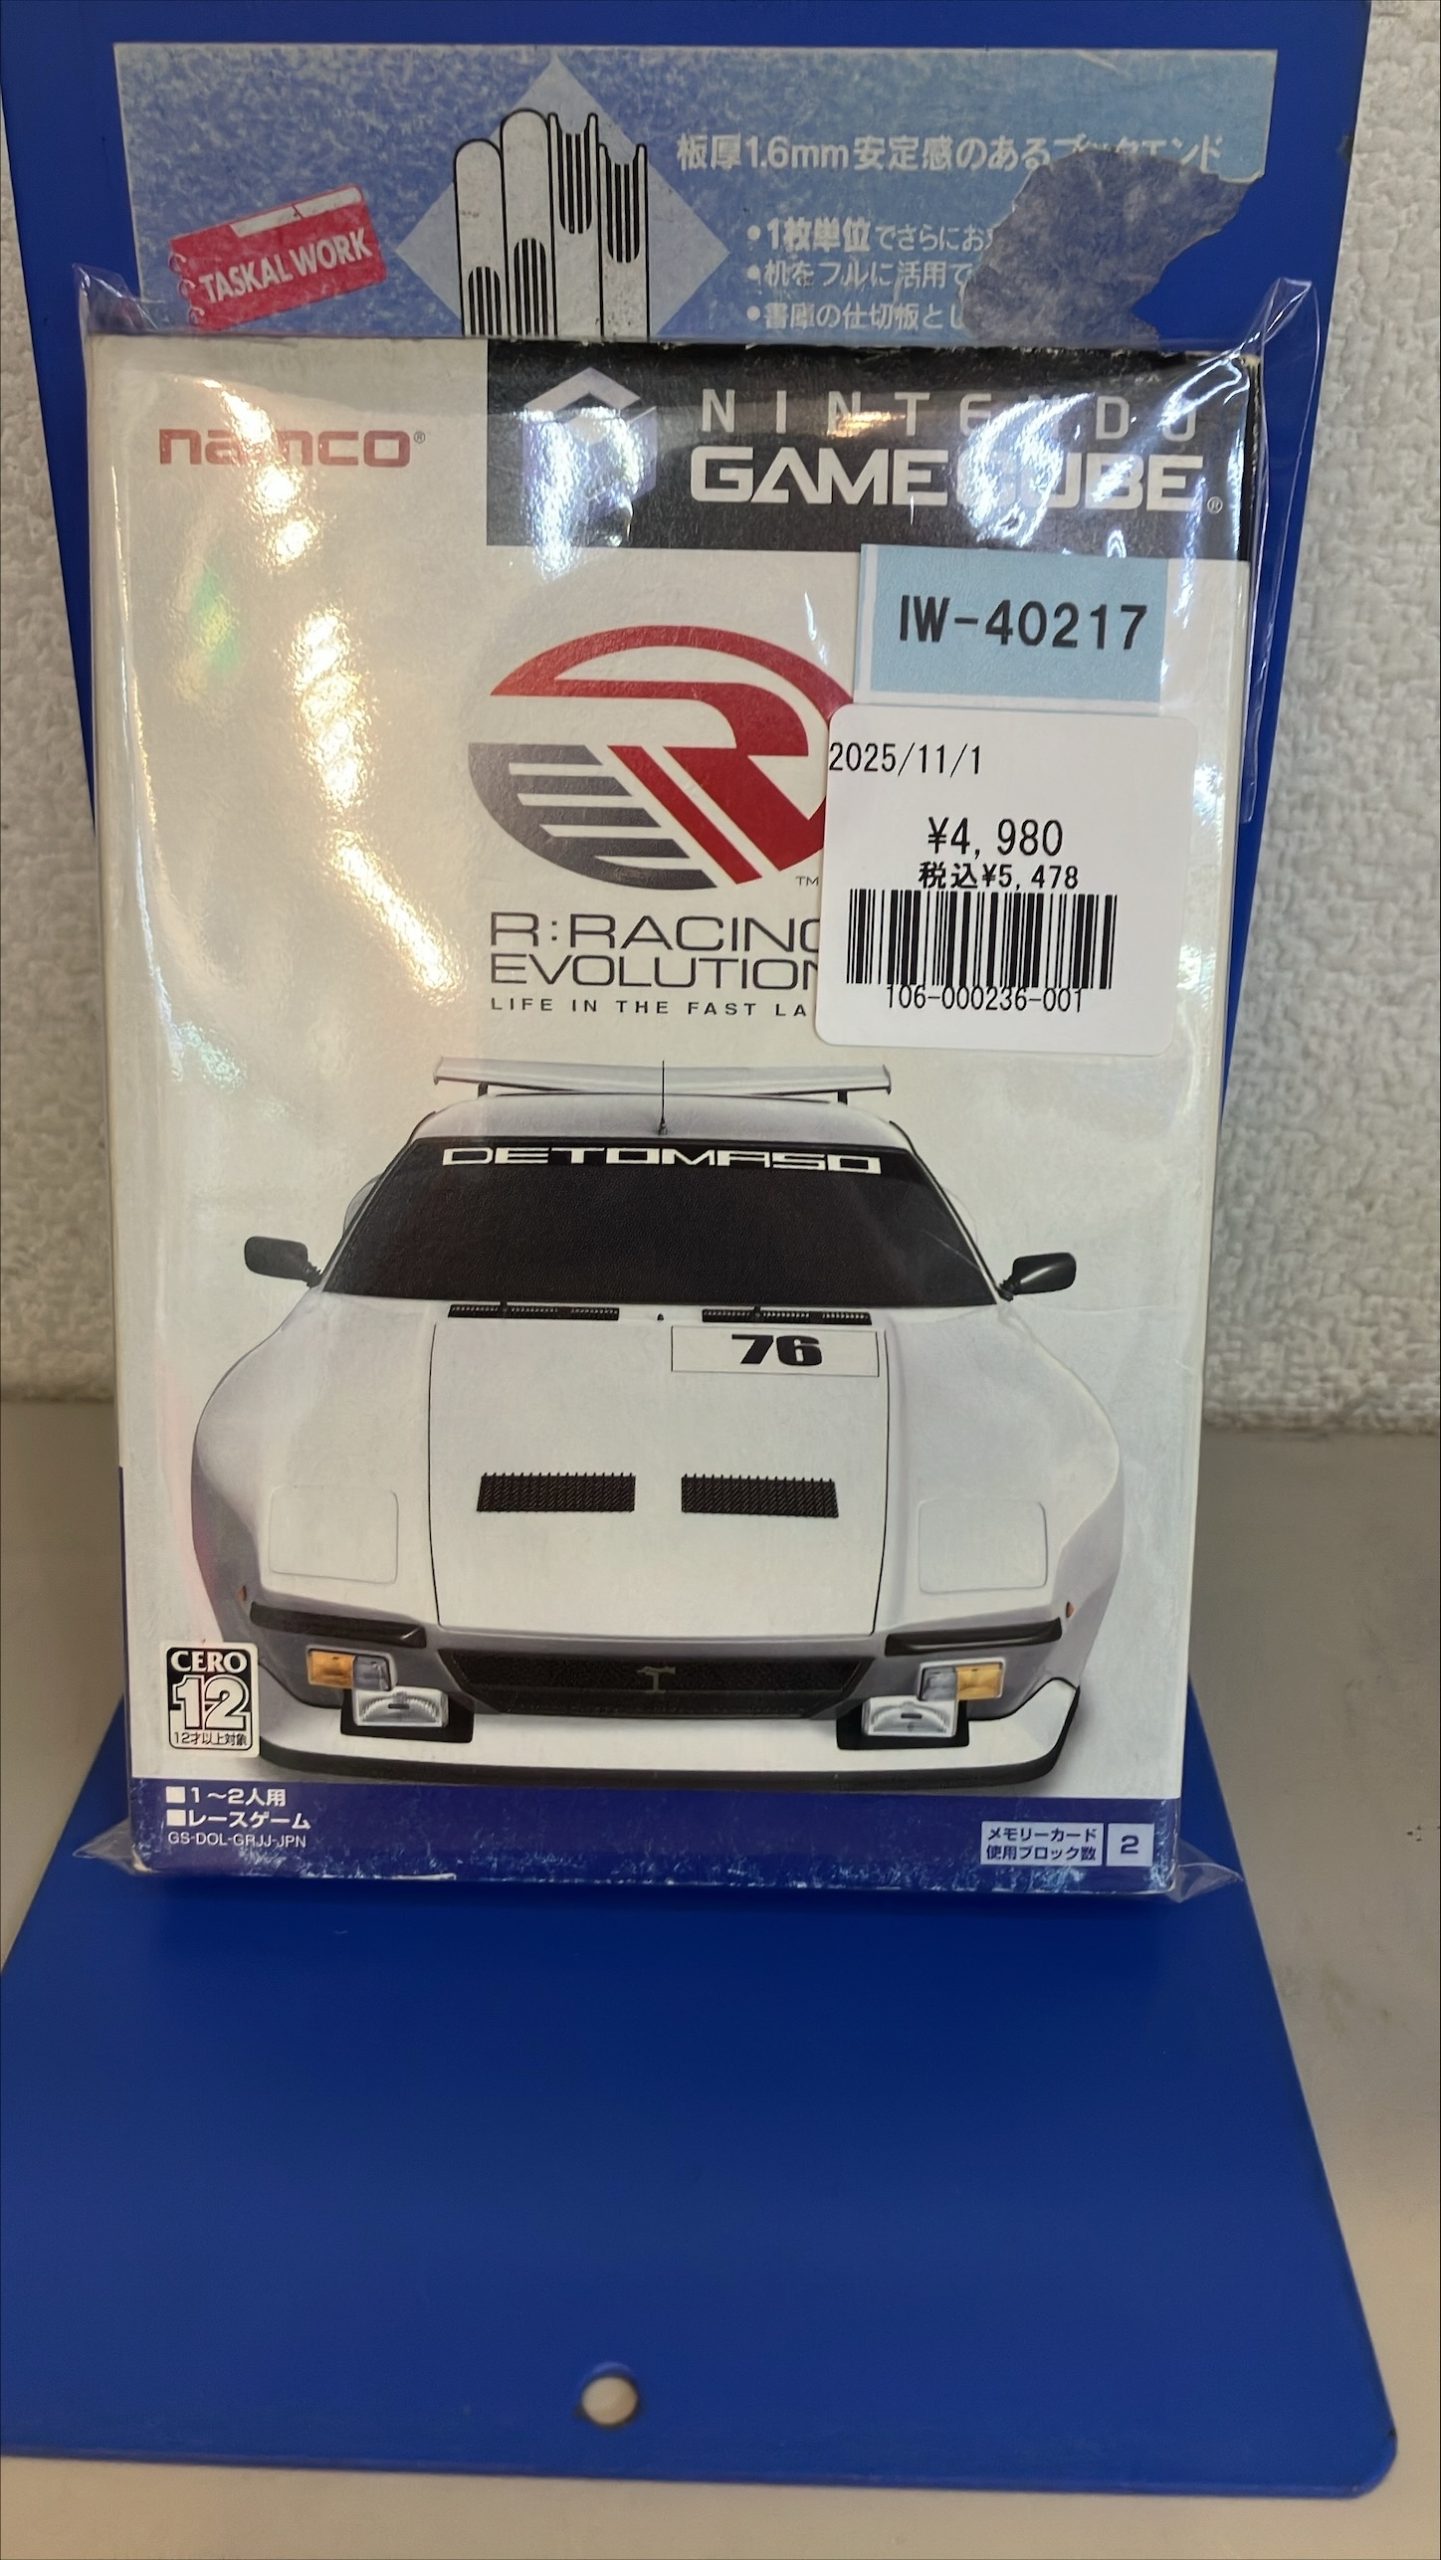 板厚1.6mm安定感のあるブックエンド
TASKAL WORK
●1枚単位でさらにお
●机をフルに活用で
●書庫の仕切板とし
namco®
NINTENDO
GAMECUBE®
IW-40217
2025/11/1
¥4,980
税込¥5,478
106-000236-001
TM
R:RACING
EVOLUTION
LIFE IN THE FAST LA
DETOMASO
76
CERO
12
12才以上対象
■1～2人用
■レースゲーム
GS-DOL-GRJJ-JPN
メモリーカード
使用ブロック数
2